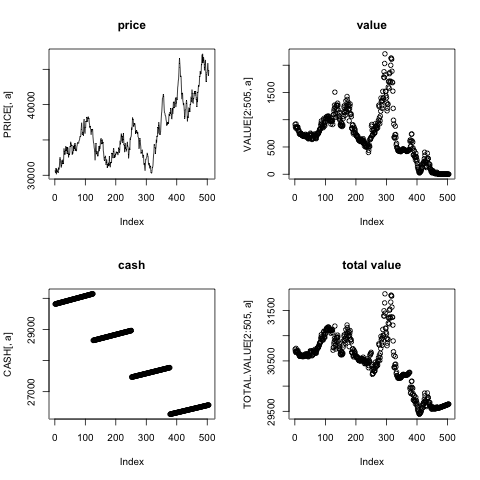 price
value
PRICE[, a]
30000
40000
0 100 200 300 400 500
Index
VALUE[2:505, a]
0
500
1500
0 100 200 300 400 500
Index
cash
total value
CASH[, a]
27000
29000
0 100 200 300 400 500
Index
TOTAL.VALUE[2:505, a]
29500
30500
31500
0 100 200 300 400 500
Index